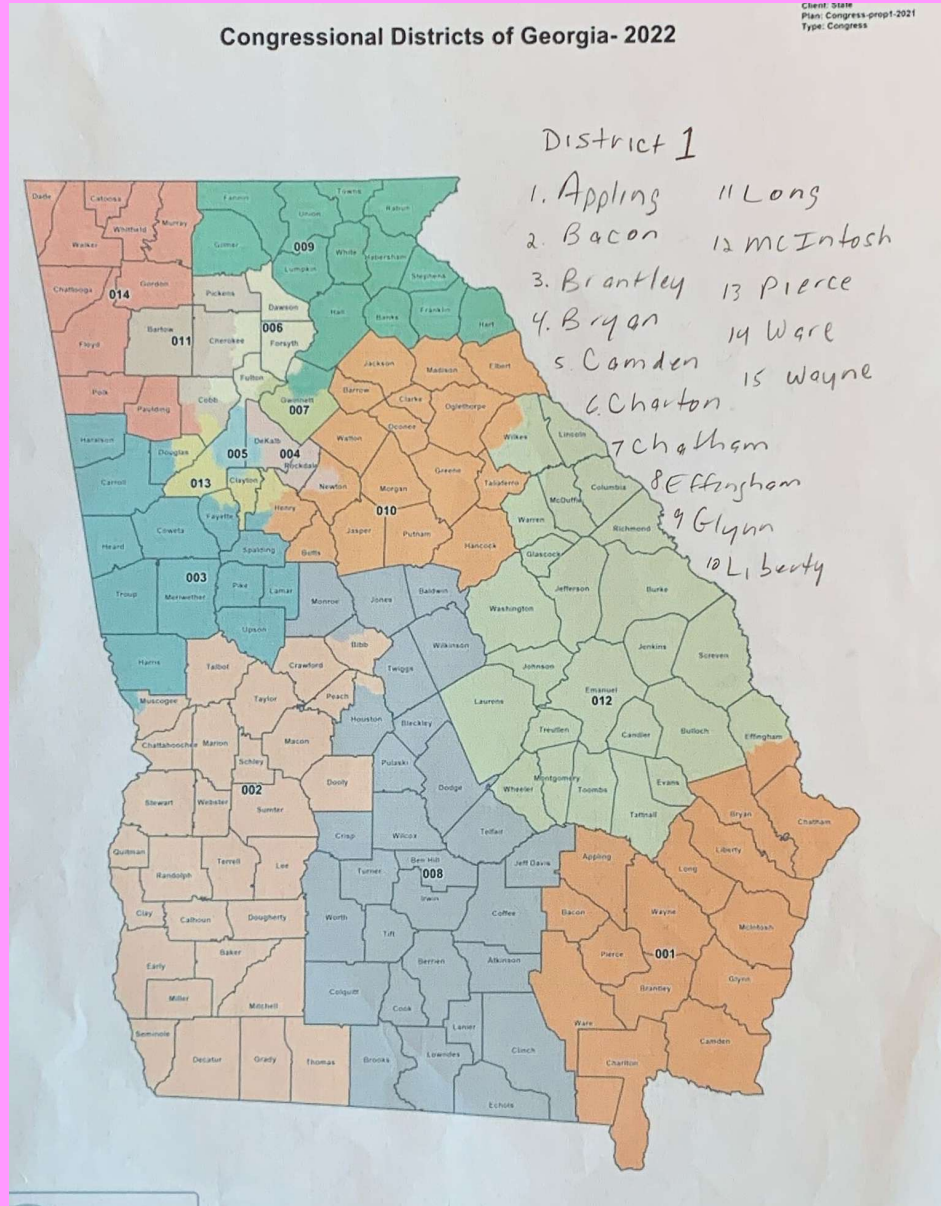 Client: State
Plan: Congress-prop1-2021
Type: Congress
Congressional Districts of Georgia- 2022
District 1
1. Appling 11 Long
2. Bacon 12 McIntosh
3. Brantley 13 Pierce
4. Bryan 14 Ware
5. Camden 15 Wayne
6. Charton
7 Chatham
8 Effingham
9 Glynn
10 Liberty
Dade Catoosa Fannin Towns Rabun
Whitfield Murray Union
Walker Gilmer 009 White Habersham
Lumpkin Stephens
Chattooga 014 Gordon Pickens Dawson Hall Banks Franklin Hart
Floyd Bartow 011 Cherokee 006 Forsyth
Fulton Jackson Madison Elbert
Polk Paulding Cobb Gwinnett 007 Barrow Clarke Oglethorpe
Oconee
Haralson Douglas 005 DeKalb 004 Walton Wilkes Lincoln
Rockdale
Carroll 013 Clayton Newton Morgan Greene Taliaferro McDuffie Columbia
Fayette Henry 010
Heard Coweta Spalding Butts Jasper Putnam Hancock Warren Richmond
Glascock
Troup 003 Meriwether Pike Lamar Monroe Jones Baldwin Jefferson Burke
Washington
Upson
Harris Talbot Crawford Bibb Twiggs Wilkinson Johnson Jenkins Screven
Muscogee Taylor Peach Houston Laurens Emanuel
012
Bleckley Treutlen Candler Bulloch Effingham
Chattahoochee Marion Macon
Schley Pulaski
002 Dooly Dodge Wheeler Montgomery Toombs Evans
Stewart Webster Sumter Tattnall Bryan Chatham
Crisp Wilcox Telfair
Quitman Terrell Lee Ben Hill Jeff Davis Appling Liberty
Randolph Turner 008 Long
Irwin
Clay Calhoun Dougherty Worth Tift Coffee Bacon Wayne McIntosh
Early Baker Berrien Atkinson Pierce 001
Miller Mitchell Colquitt Cook Brantley Glynn
Seminole Lanier Ware Camden
Decatur Grady Thomas Brooks Lowndes Clinch Charlton
Echols